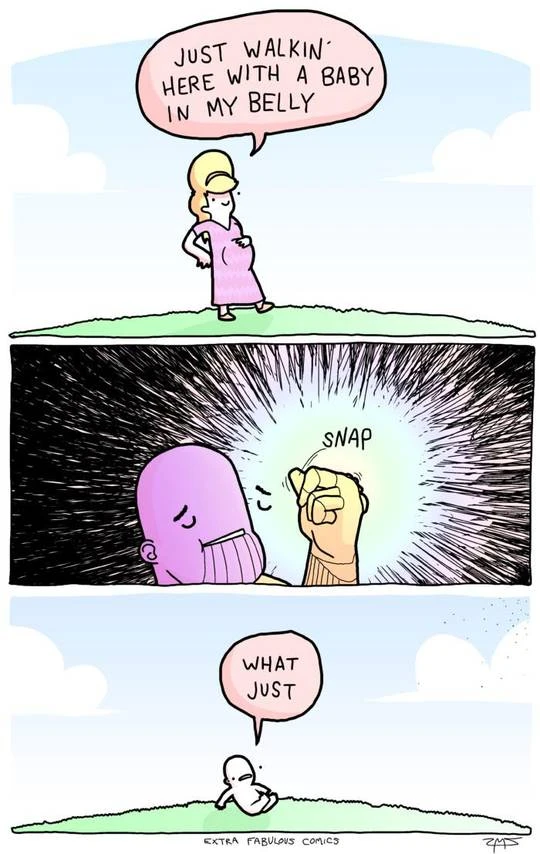 JUST WALKIN'
HERE WITH A BABY
IN MY BELLY
SNAP
WHAT
JUST
EXTRA FABULOUS COMICS